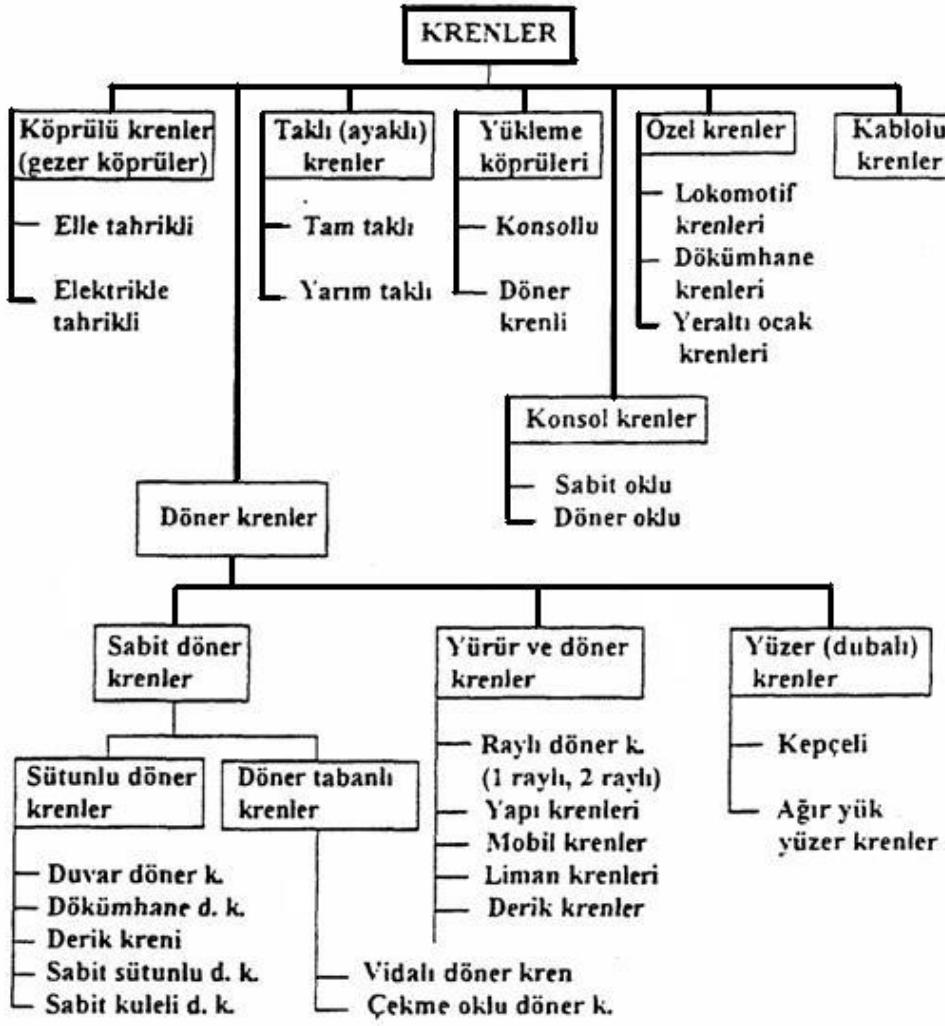 KRENLER
Köprülü krenler
(gezer köprüler)
Elle tahrikli
Elektrikle
tahrikli
Taklı (ayaklı)
krenler
Tam taklı
Yarım taklı
Yükleme
köprüleri
Konsollu
Döner
krenli
Özel krenler
Lokomotif
krenleri
Dökümhane
krenleri
Yeraltı ocak
krenleri
Kablolu
krenler
Konsol krenler
Sabit oklu
Döner oklu
Döner krenler
Sabit döner
krenler
Sütunlu döner
krenler
Duvar döner k.
Dökümhane d. k.
Derik kreni
Sabit sütunlu d. k.
Sabit kuleli d. k.
Döner tabanlı
krenler
Vidalı döner kren
Çekme oklu döner k.
Yürür ve döner
krenler
Raylı döner k.
(1 raylı, 2 raylı)
Yapı krenleri
Mobil krenler
Liman krenleri
Derik krenler
Yüzer (dubalı)
krenler
Kepçeli
Ağır yük
yüzer krenler